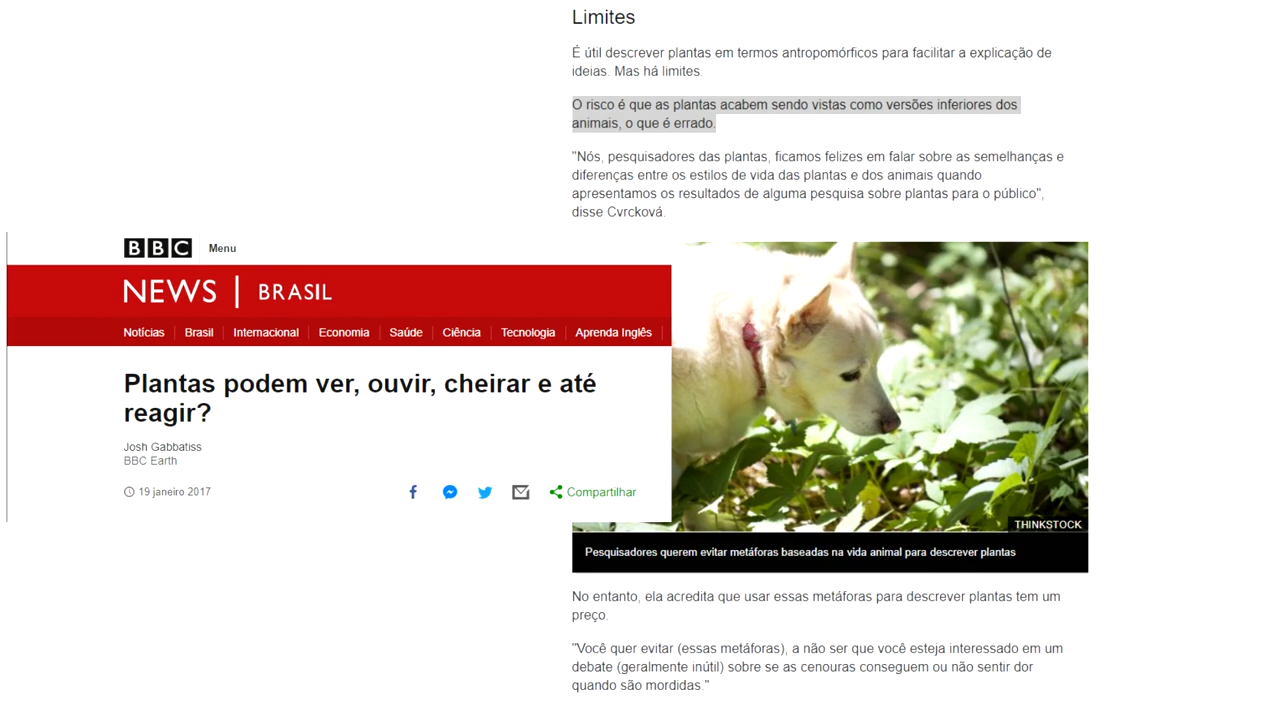 Limites
É útil descrever plantas em termos antropomórficos para facilitar a explicação de
ideias. Mas há limites.
O risco é que as plantas acabem sendo vistas como versões inferiores dos
animais, o que é errado.
"Nós, pesquisadores das plantas, ficamos felizes em falar sobre as semelhanças e
diferenças entre os estilos de vida das plantas e dos animais quando
apresentamos os resultados de alguma pesquisa sobre plantas para o público",
disse Cvrcková.
BBC Menu
NEWS | BRASIL
Notícias Brasil Internacional Economia Saúde Ciência Tecnologia Aprenda Inglês
Plantas podem ver, ouvir, cheirar e até
reagir?
Josh Gabbatiss
BBC Earth
19 janeiro 2017
Compartilhar
THINKSTOCK
Pesquisadores querem evitar metáforas baseadas na vida animal para descrever plantas
No entanto, ela acredita que usar essas metáforas para descrever plantas tem um
preço.
"Você quer evitar (essas metáforas), a não ser que você esteja interessado em um
debate (geralmente inútil) sobre se as cenouras conseguem ou não sentir dor
quando são mordidas."